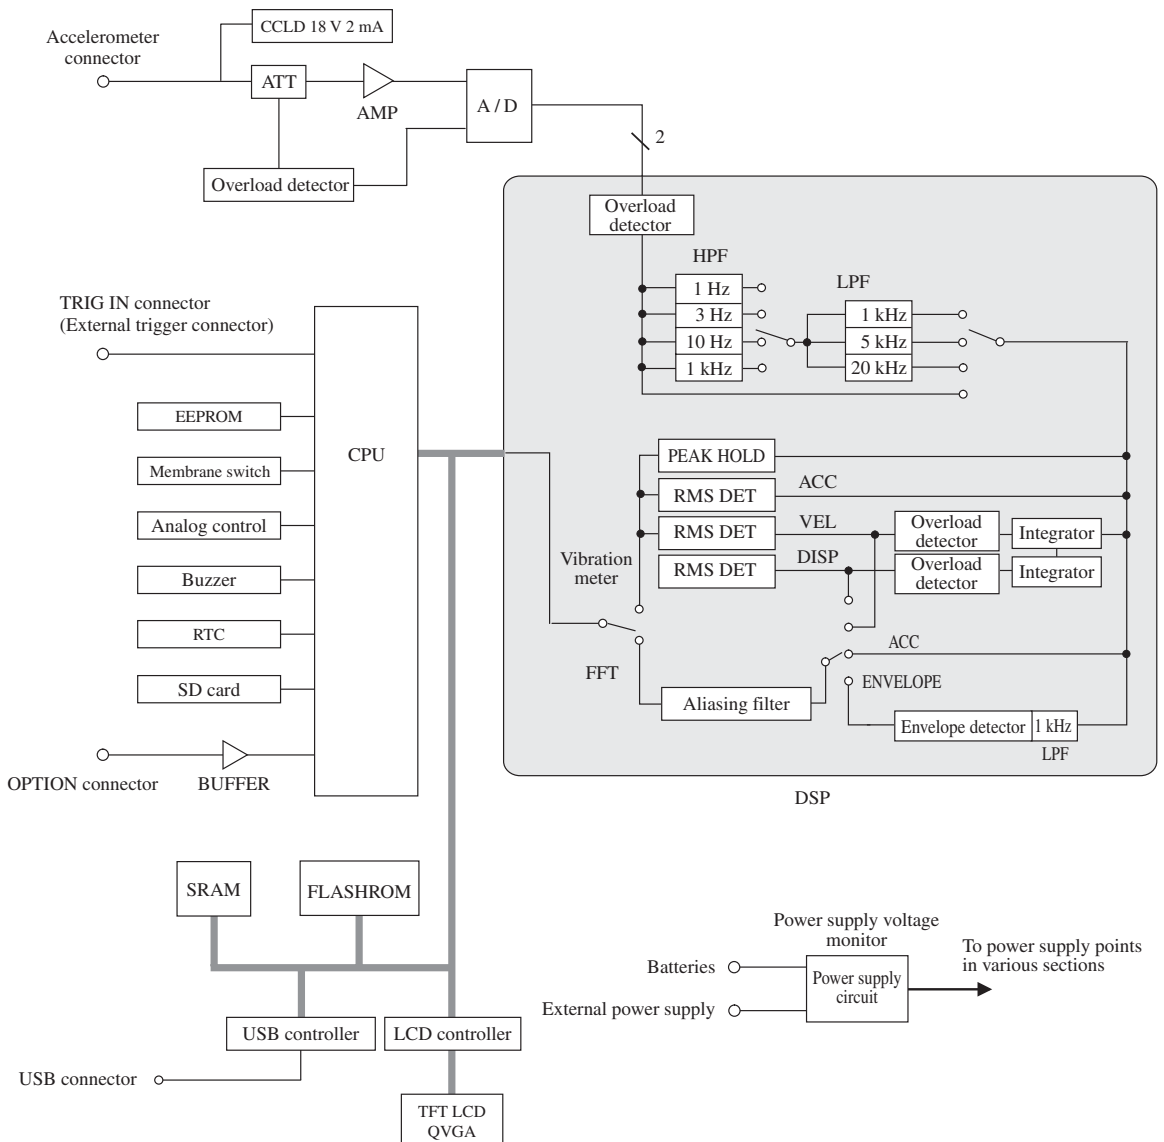 CCLD 18 V 2 mA
Accelerometer
connector
ATT
AMP
A / D
2
Overload detector
Overload
detector
HPF
1 Hz
3 Hz
10 Hz
1 kHz
LPF
1 kHz
5 kHz
20 kHz
TRIG IN connector
(External trigger connector)
EEPROM
Membrane switch
Analog control
Buzzer
RTC
SD card
CPU
OPTION connector
BUFFER
PEAK HOLD
RMS DET
ACC
RMS DET
VEL
Overload
detector
Integrator
RMS DET
DISP
Overload
detector
Integrator
Vibration
meter
FFT
Aliasing filter
ACC
ENVELOPE
Envelope detector
1 kHz
LPF
DSP
SRAM
FLASHROM
USB controller
LCD controller
USB connector
TFT LCD
QVGA
Power supply voltage
monitor
Batteries
External power supply
Power supply
circuit
To power supply points
in various sections